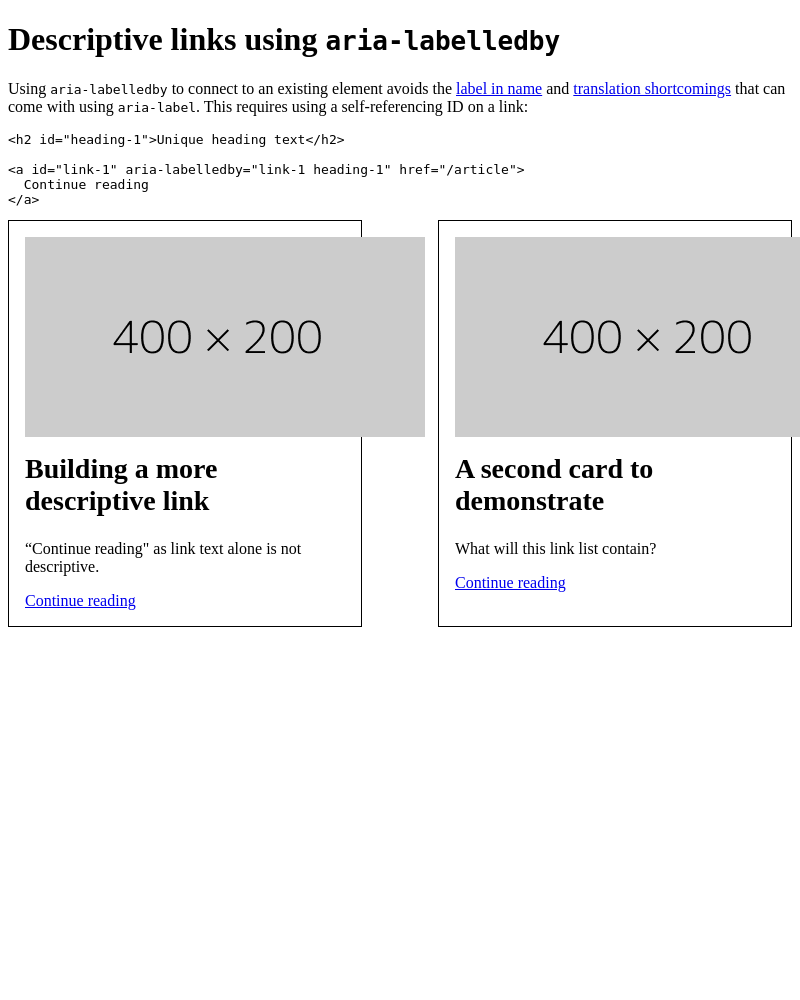 Descriptive links using aria-labelledby
Using aria-labelledby to connect to an existing element avoids the label in name and translation shortcomings that can
come with using aria-label. This requires using a self-referencing ID on a link:
<h2 id="heading-1">Unique heading text</h2>
<a id="link-1" aria-labelledby="link-1 heading-1" href="/article">
  Continue reading
</a>
400 × 200
Building a more
descriptive link
“Continue reading" as link text alone is not
descriptive.
Continue reading
400 × 200
A second card to
demonstrate
What will this link list contain?
Continue reading